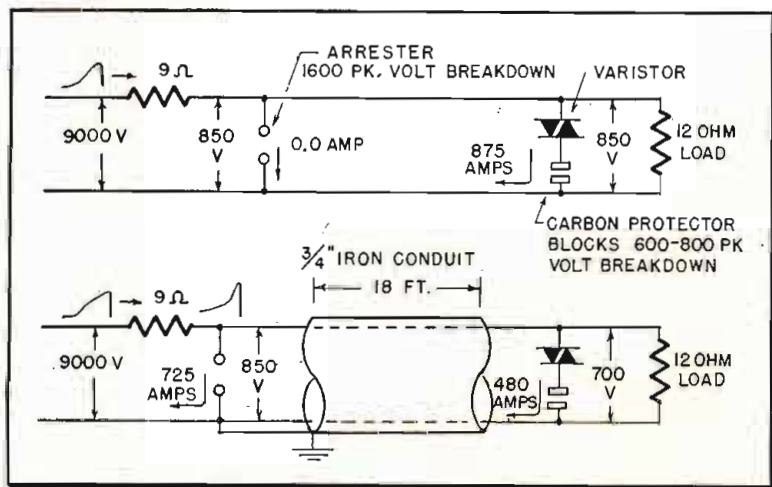 ARRESTER
1600 PK. VOLT BREAKDOWN
VARISTOR
9 Ω
9000 V
850
V
0.0 AMP
875
AMPS
850
V
12 OHM
LOAD
CARBON PROTECTOR
BLOCKS 600-800 PK
VOLT BREAKDOWN
3/4" IRON CONDUIT
18 FT.
9 Ω
9000 V
725
AMPS
850
V
480
AMPS
700
V
12 OHM
LOAD